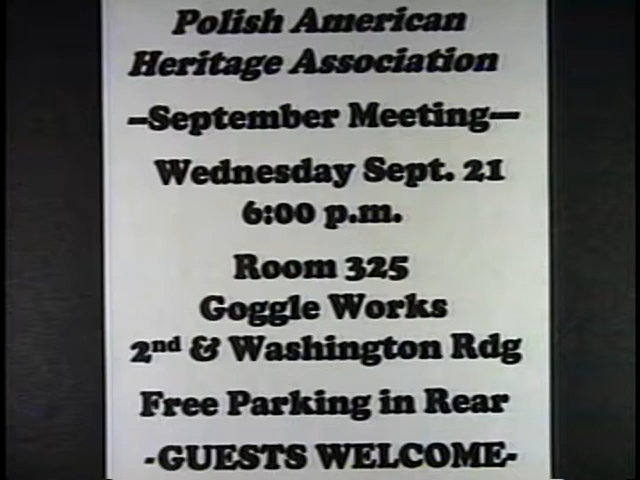 Polish American
Heritage Association
-September Meeting-
Wednesday Sept. 21
6:00 p.m.
Room 325
Goggle Works
2nd & Washington Rdg
Free Parking in Rear
-GUESTS WELCOME-